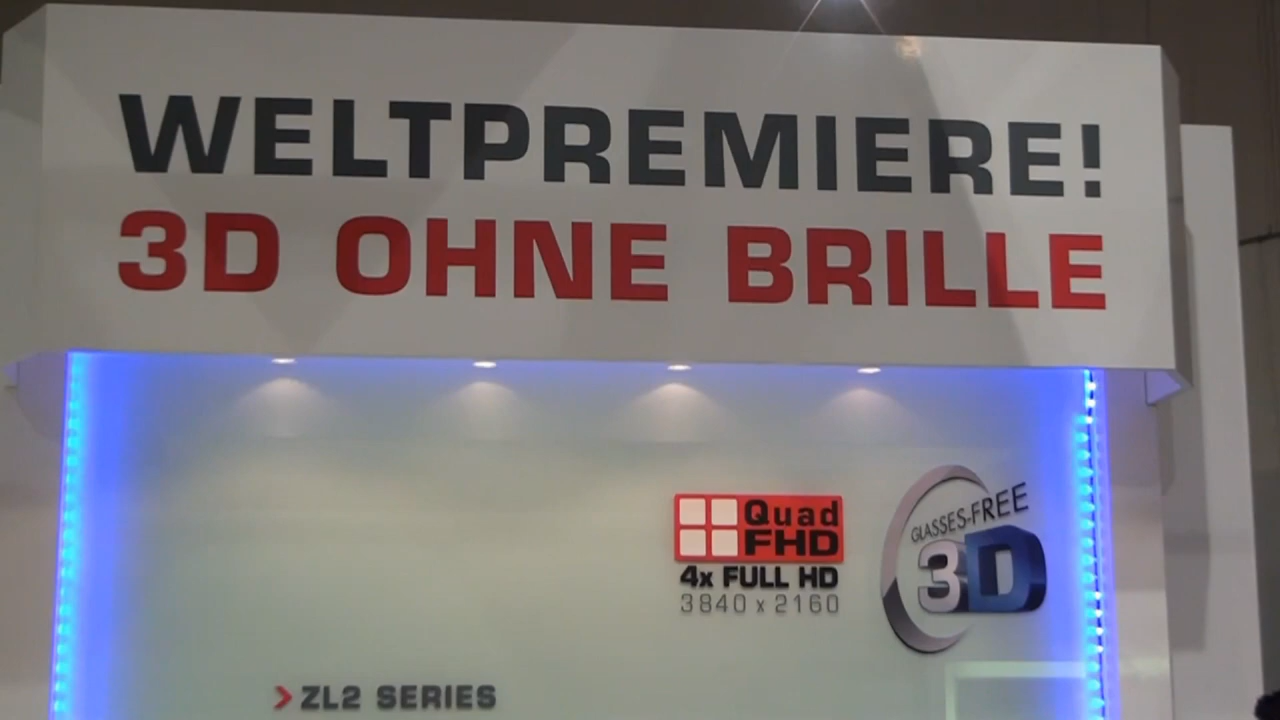 WELTPREMIERE!
3D OHNE BRILLE
Quad
FHD
4x FULL HD
3840 x 2160
GLASSES-FREE
3D
ZL2 SERIES